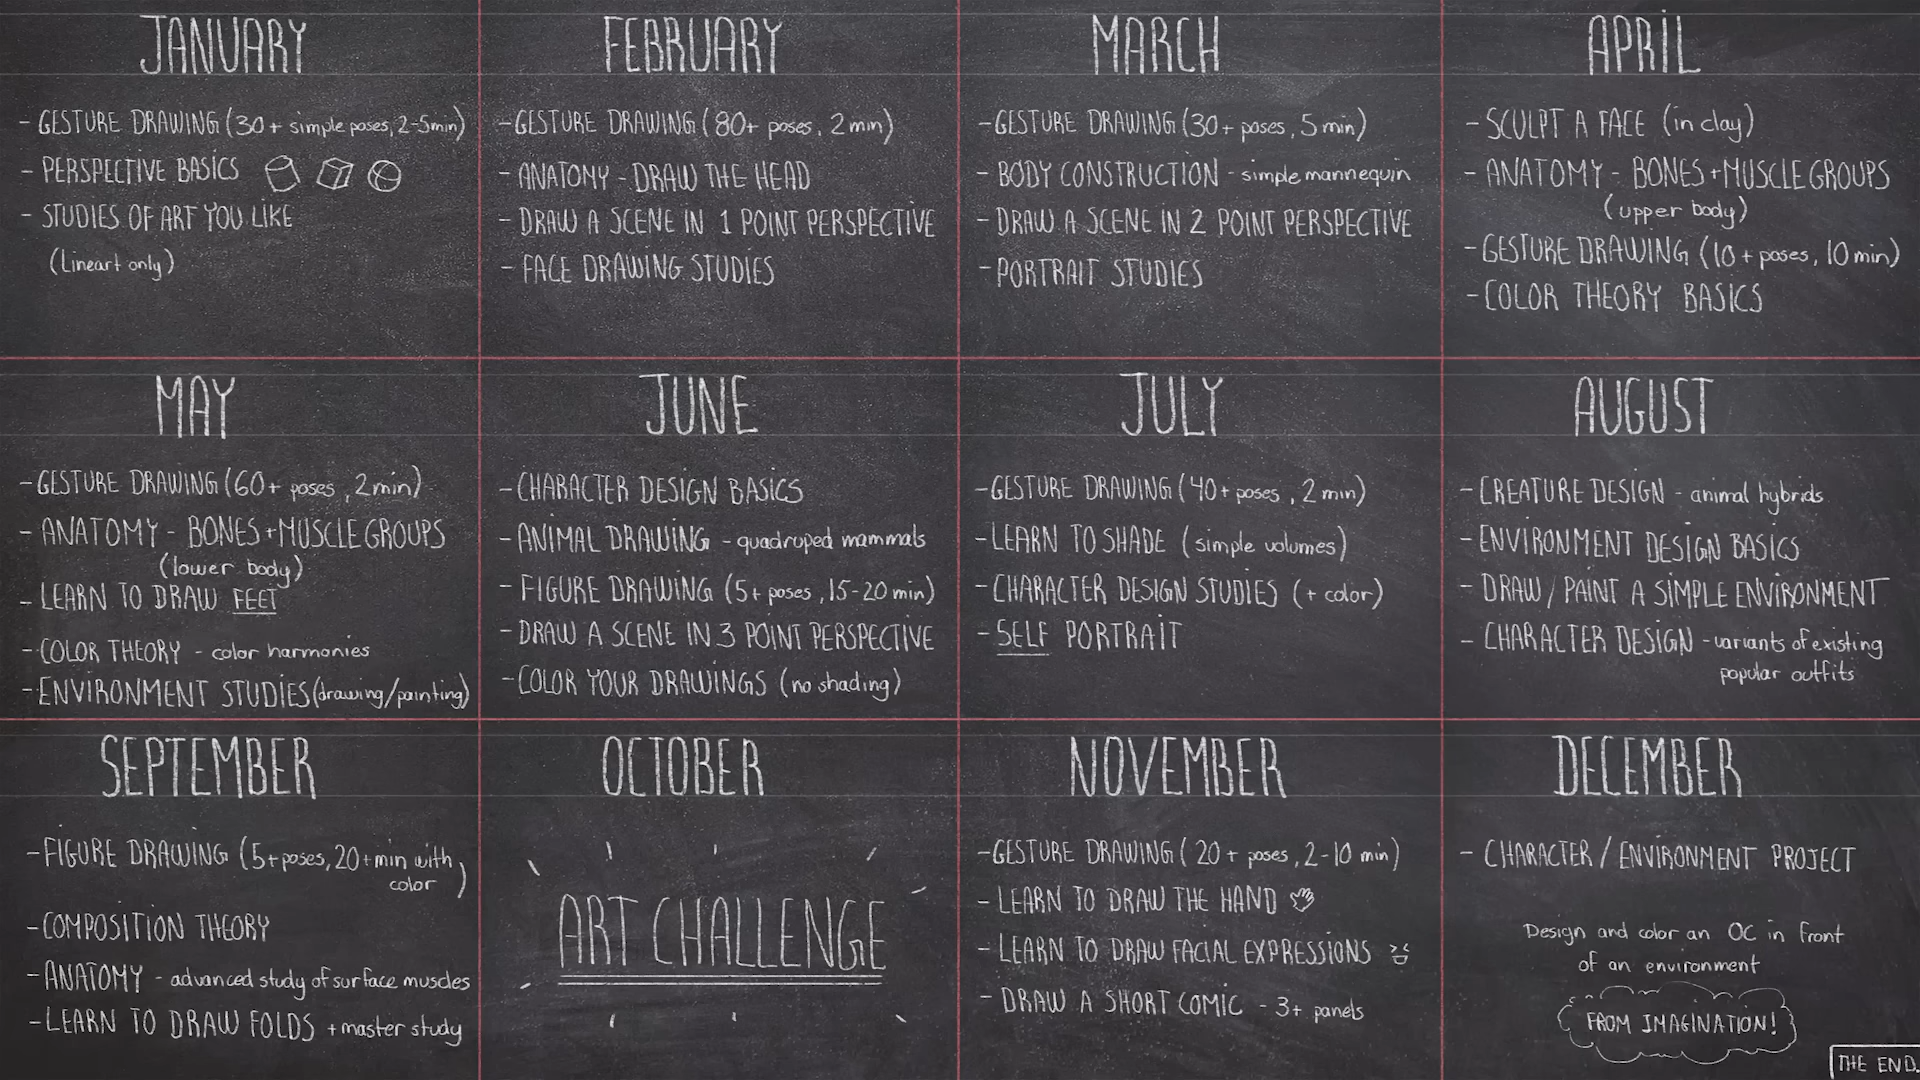 JANUARY
- GESTURE DRAWING (30+ simple poses, 2-5min)
- PERSPECTIVE BASICS
- STUDIES OF ART YOU LIKE
(Lineart only)
FEBRUARY
- GESTURE DRAWING (80+ poses, 2 min)
- ANATOMY - DRAW THE HEAD
- DRAW A SCENE IN 1 POINT PERSPECTIVE
- FACE DRAWING STUDIES
MARCH
- GESTURE DRAWING (30+ poses, 5 min)
- BODY CONSTRUCTION - simple mannequin
- DRAW A SCENE IN 2 POINT PERSPECTIVE
- PORTRAIT STUDIES
APRIL
- SCULPT A FACE (in clay)
- ANATOMY - BONES + MUSCLE GROUPS
(upper body)
- GESTURE DRAWING (10+ poses, 10 min)
- COLOR THEORY BASICS
MAY
- GESTURE DRAWING (60+ poses, 2 min)
- ANATOMY - BONES + MUSCLE GROUPS
(lower body)
- LEARN TO DRAW FEET
- COLOR THEORY - color harmonies
- ENVIRONMENT STUDIES (drawing/painting)
JUNE
- CHARACTER DESIGN BASICS
- ANIMAL DRAWING - quadruped mammals
- FIGURE DRAWING (5+ poses, 15-20 min)
- DRAW A SCENE IN 3 POINT PERSPECTIVE
- COLOR YOUR DRAWINGS (no shading)
JULY
- GESTURE DRAWING (40+ poses, 2 min)
- LEARN TO SHADE (simple volumes)
- CHARACTER DESIGN STUDIES (+ color)
- SELF PORTRAIT
AUGUST
- CREATURE DESIGN - animal hybrids
- ENVIRONMENT DESIGN BASICS
- DRAW / PAINT A SIMPLE ENVIRONMENT
- CHARACTER DESIGN - variants of existing
popular outfits
SEPTEMBER
- FIGURE DRAWING (5+ poses, 20+ min with
color)
- COMPOSITION THEORY
- ANATOMY - advanced study of surface muscles
- LEARN TO DRAW FOLDS + master study
OCTOBER
ART CHALLENGE
NOVEMBER
- GESTURE DRAWING (20+ poses, 2-10 min)
- LEARN TO DRAW THE HAND
- LEARN TO DRAW FACIAL EXPRESSIONS
- DRAW A SHORT COMIC - 3+ panels
DECEMBER
- CHARACTER / ENVIRONMENT PROJECT
Design and color an OC in front
of an environment
FROM IMAGINATION!
THE END.